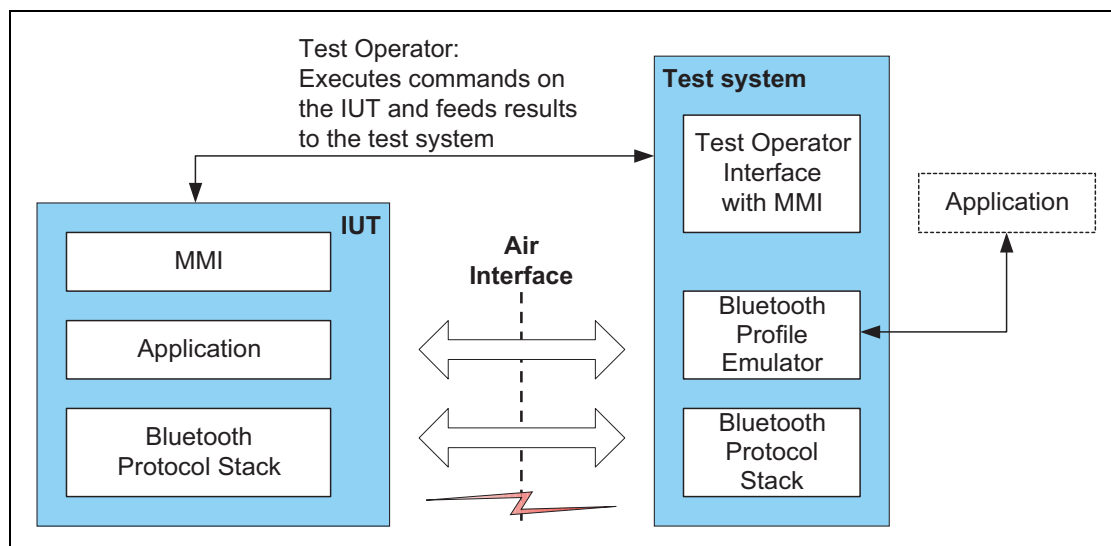 Test Operator:
Executes commands on
the IUT and feeds results
to the test system
Test system
Test Operator
Interface
with MMI
Application
IUT
MMI
Air
Interface
Application
Bluetooth
Profile
Emulator
Bluetooth
Protocol Stack
Bluetooth
Protocol
Stack